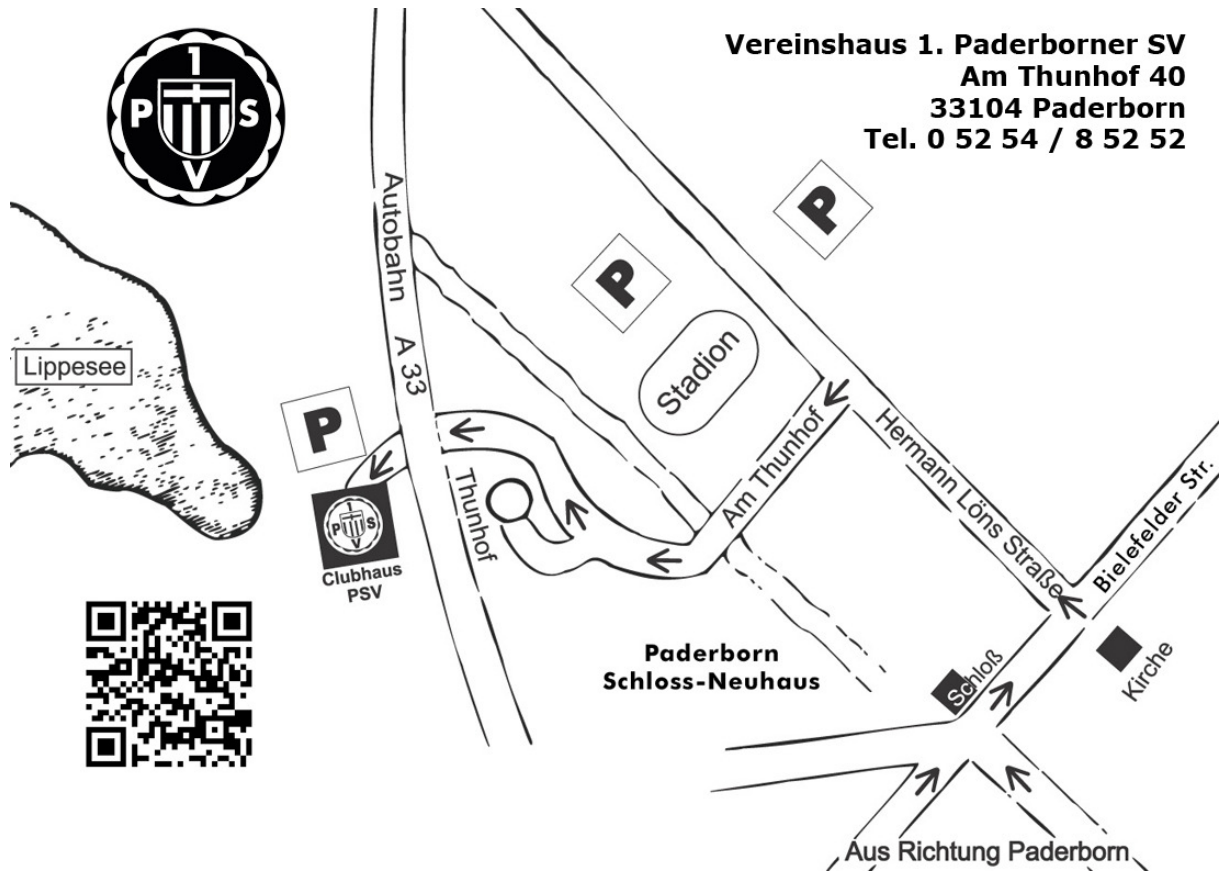 1
P S
V
Vereinshaus 1. Paderborner SV
Am Thunhof 40
33104 Paderborn
Tel. 0 52 54 / 8 52 52
P
P
Autobahn A 33
Stadion
Lippesee
P
Am Thunhof
Hermann Löns Straße
Bielefelder Str.
Thunhof
1
P S
V
Clubhaus
PSV
Paderborn
Schloss-Neuhaus
Schloß
Kirche
Aus Richtung Paderborn